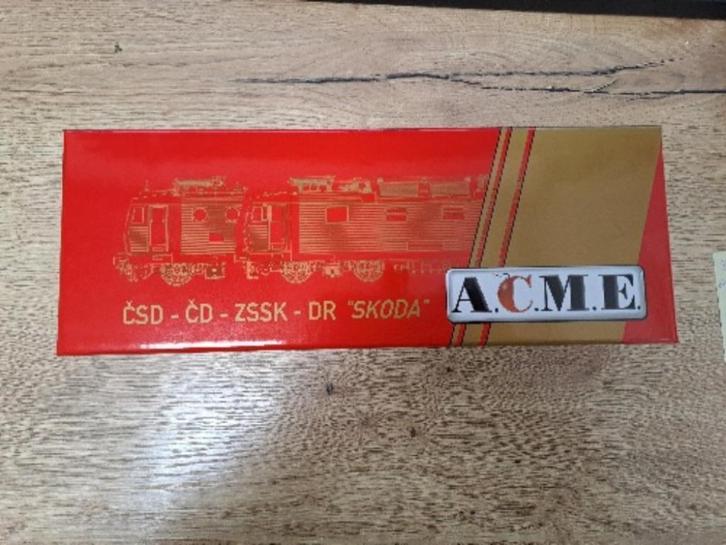 ČSD - ČD - ZSSK - DR "SKODA"
A.C.M.E.